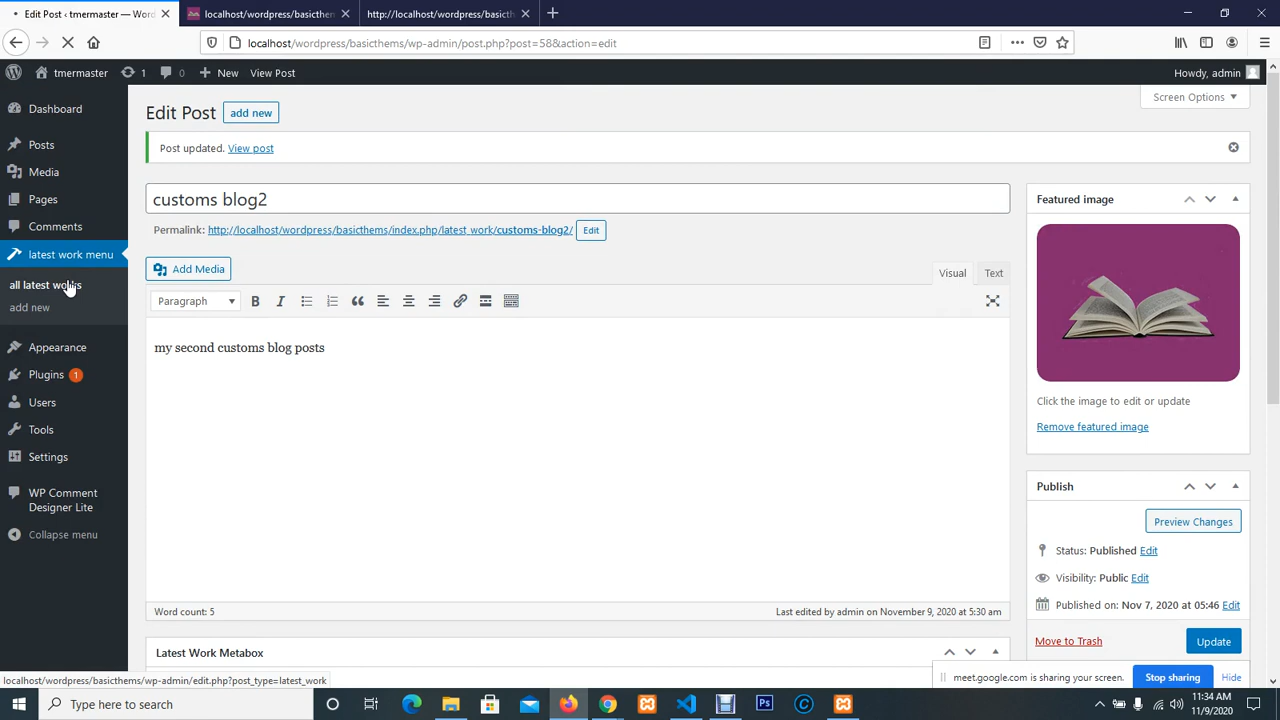 Edit Post ‹ tmermaster — Word
localhost/wordpress/basicthem
http://localhost/wordpress/basicth
localhost/wordpress/basicthems/wp-admin/post.php?post=58&action=edit
tmermaster
1
0
New
View Post
Howdy, admin
Dashboard
Posts
Media
Pages
Comments
latest work menu
all latest works
add new
Appearance
Plugins 1
Users
Tools
Settings
WP Comment
Designer Lite
Collapse menu
Screen Options
Edit Post
add new
Post updated. View post
customs blog2
Permalink: http://localhost/wordpress/basicthems/index.php/latest_work/customs-blog2/
Edit
Add Media
Visual
Text
Paragraph
my second customs blog posts
Word count: 5
Last edited by admin on November 9, 2020 at 5:30 am
Latest Work Metabox
Featured image
Click the image to edit or update
Remove featured image
Publish
Preview Changes
Status: Published Edit
Visibility: Public Edit
Published on: Nov 7, 2020 at 05:46 Edit
Move to Trash
Update
localhost/wordpress/basicthems/wp-admin/edit.php?post_type=latest_work
meet.google.com is sharing your screen.
Stop sharing
Hide
Type here to search
11:34 AM
11/9/2020